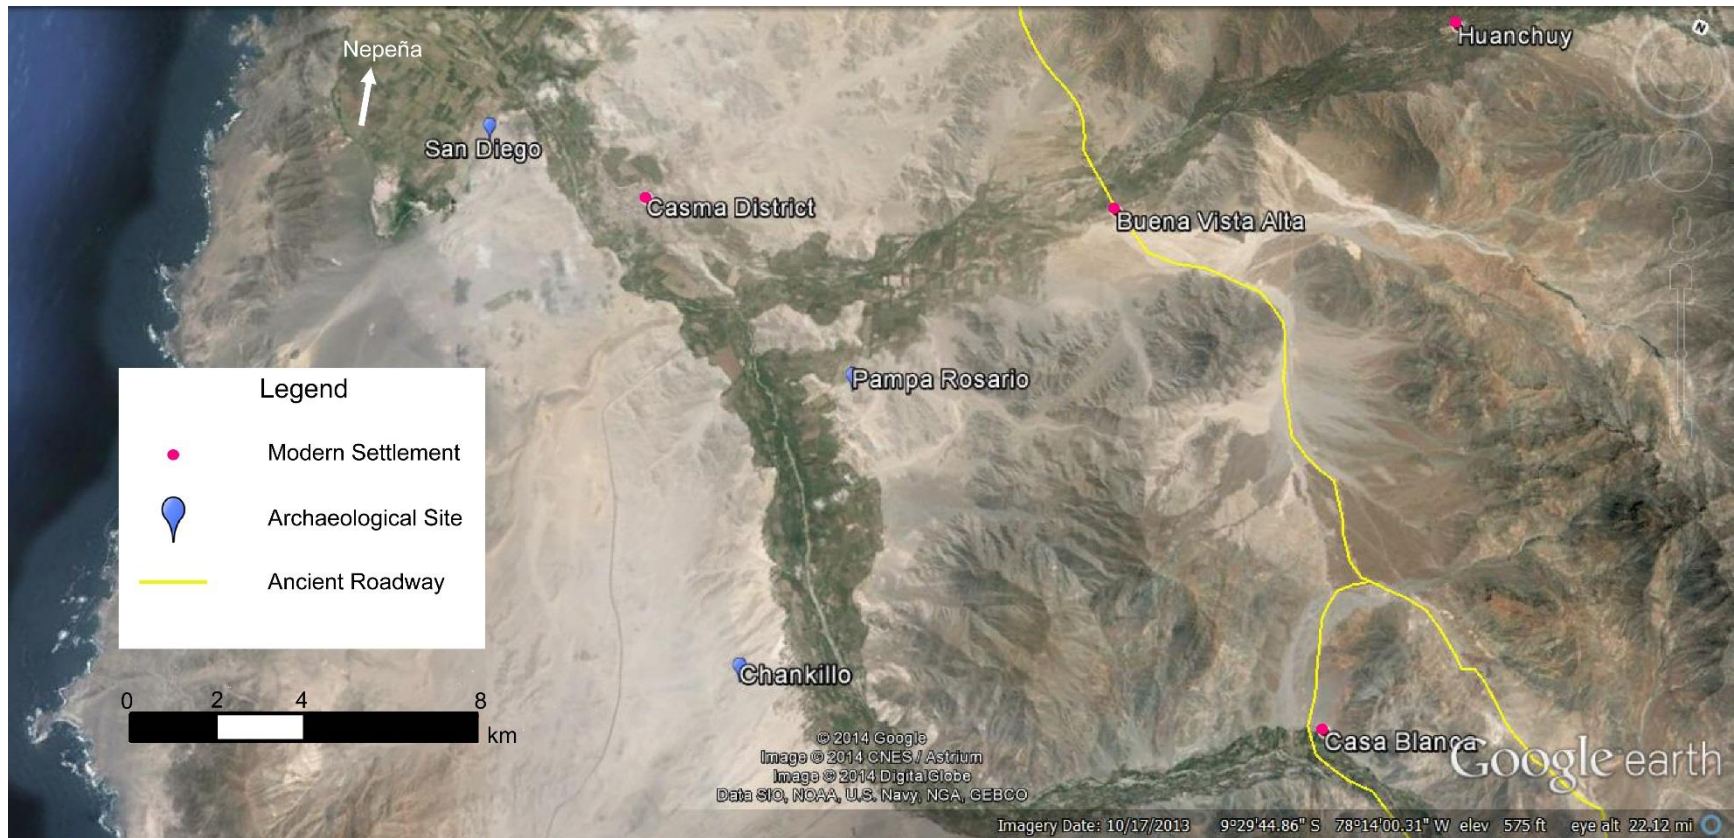 Nepeña
N
Huanchuy
San Diego
Casma District
Buena Vista Alta
Pampa Rosario
Legend
Modern Settlement
Archaeological Site
Ancient Roadway
Chankillo
0 2 4 8
km
Casa Blanca
© 2014 Google
Image © 2014 CNES / Astrium
Image © 2014 DigitalGlobe
Data SIO, NOAA, U.S. Navy, NGA, GEBCO
Google earth
Imagery Date: 10/17/2013 9°29'44.86" S 78°14'00.31" W elev 575 ft eye alt 22.12 mi